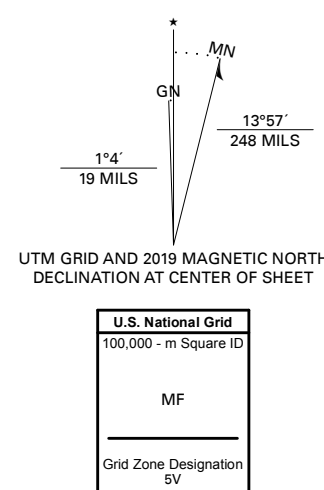 ★
MN
GN
13°57´
248 MILS
1°4´
19 MILS
UTM GRID AND 2019 MAGNETIC NORTH
DECLINATION AT CENTER OF SHEET
U.S. National Grid
100,000 - m Square ID
MF
Grid Zone Designation
5V